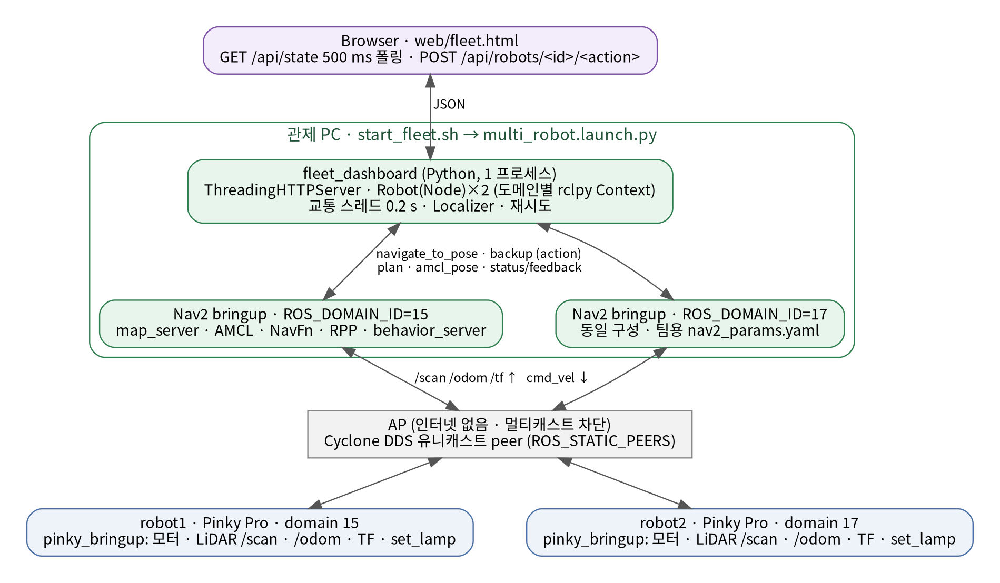 Browser · web/fleet.html
GET /api/state 500 ms 폴링 · POST /api/robots/<id>/<action>
JSON
관제 PC · start_fleet.sh → multi_robot.launch.py
fleet_dashboard (Python, 1 프로세스)
ThreadingHTTPServer · Robot(Node)×2 (도메인별 rclpy Context)
교통 스레드 0.2 s · Localizer · 재시도
navigate_to_pose · backup (action)
plan · amcl_pose · status/feedback
Nav2 bringup · ROS_DOMAIN_ID=15
map_server · AMCL · NavFn · RPP · behavior_server
Nav2 bringup · ROS_DOMAIN_ID=17
동일 구성 · 팀용 nav2_params.yaml
/scan /odom /tf ↑ cmd_vel ↓
AP (인터넷 없음 · 멀티캐스트 차단)
Cyclone DDS 유니캐스트 peer (ROS_STATIC_PEERS)
robot1 · Pinky Pro · domain 15
pinky_bringup: 모터 · LiDAR /scan · /odom · TF · set_lamp
robot2 · Pinky Pro · domain 17
pinky_bringup: 모터 · LiDAR /scan · /odom · TF · set_lamp